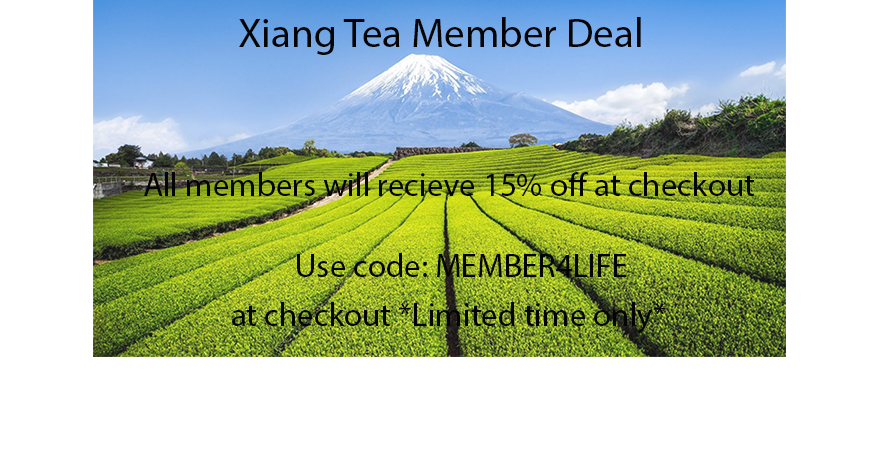 Xiang Tea Member Deal
All members will recieve 15% off at checkout
Use code: MEMBER4LIFE
at checkout *Limited time only*